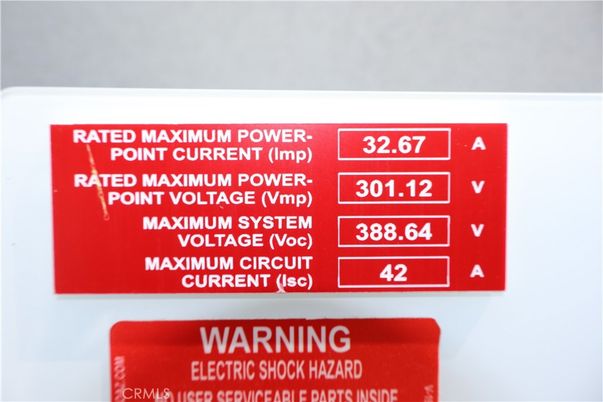 RATED MAXIMUM POWER-
POINT CURRENT (Imp) 32.67 A
RATED MAXIMUM POWER-
POINT VOLTAGE (Vmp) 301.12 V
MAXIMUM SYSTEM
VOLTAGE (Voc) 388.64 V
MAXIMUM CIRCUIT
CURRENT (Isc) 42 A
WARNING
ELECTRIC SHOCK HAZARD
USER SERVICEABLE PARTS INSIDE
CRMLS